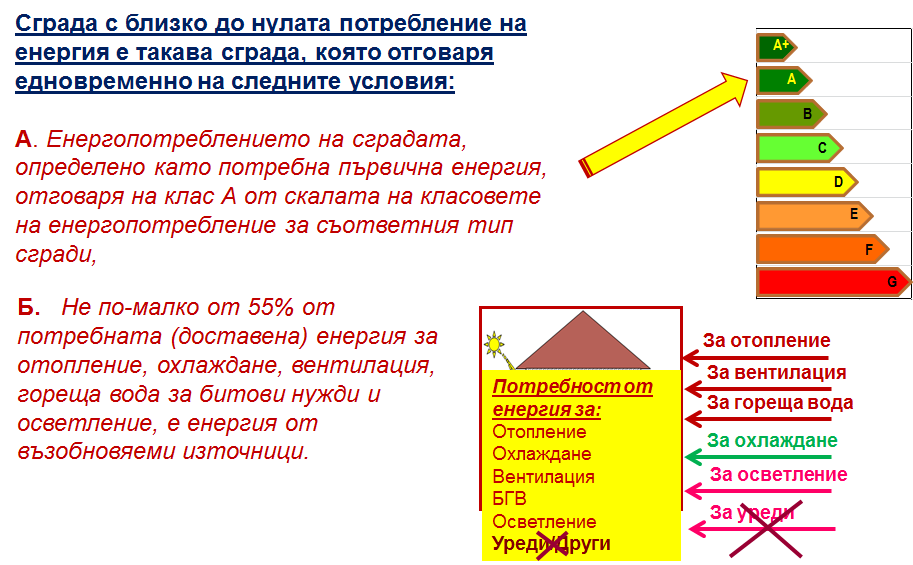 Сграда с близко до нулата потребление на
енергия е такава сграда, която отговаря
едновременно на следните условия:
А. Енергопотреблението на сградата,
определено като потребна първична енергия,
отговаря на клас А от скалата на класовете
на енергопотребление за съответния тип
сгради,
Б. Не по-малко от 55% от
потребната (доставена) енергия за
отопление, охлаждане, вентилация,
гореща вода за битови нужди и
осветление, е енергия от
възобновяеми източници.
A+
A
B
C
D
E
F
G
Потребност от
енергия за:
Отопление
Охлаждане
Вентилация
БГВ
Осветление
Уреди/Други
За отопление
За вентилация
За гореща вода
За охлаждане
За осветление
За уреди